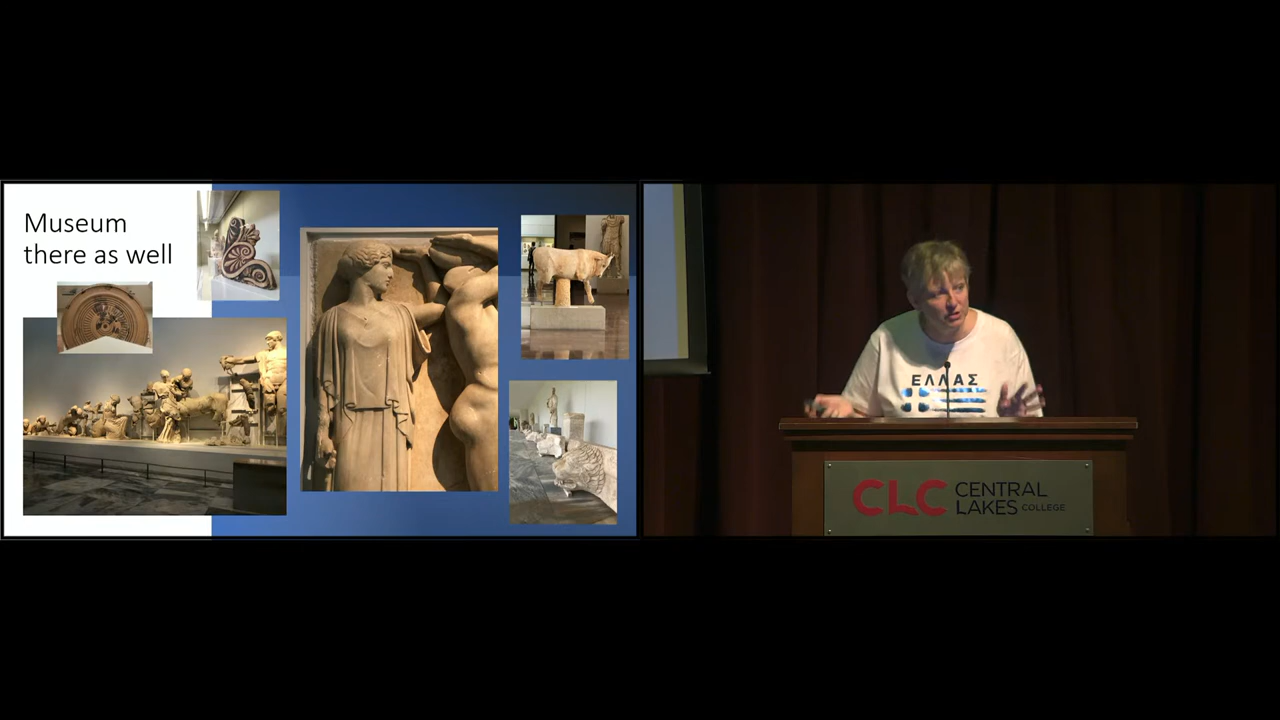 Museum
there as well
ΕΛΛΑΣ
CLC CENTRAL
LAKES COLLEGE